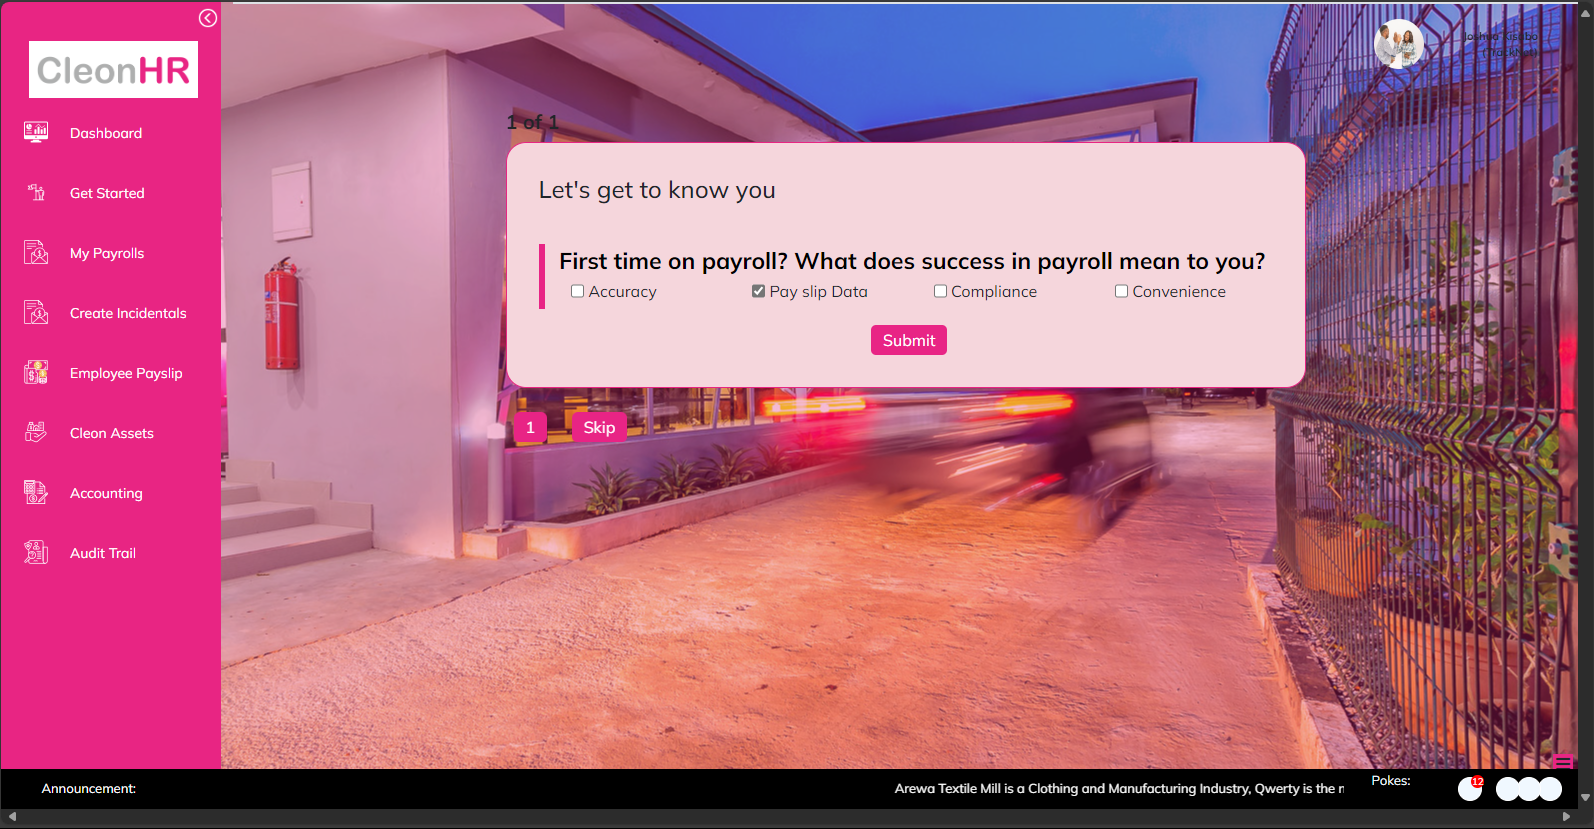 CleonHR
Dashboard
Get Started
My Payrolls
Create Incidentals
Employee Payslip
Cleon Assets
Accounting
Audit Trail
Joshua Kishbo
(TruckNet)
1 of 1
Let's get to know you
First time on payroll? What does success in payroll mean to you?
Accuracy Pay slip Data Compliance Convenience
Submit
1 Skip
Announcement: Arewa Textile Mill is a Clothing and Manufacturing Industry, Qwerty is the
Pokes:
12